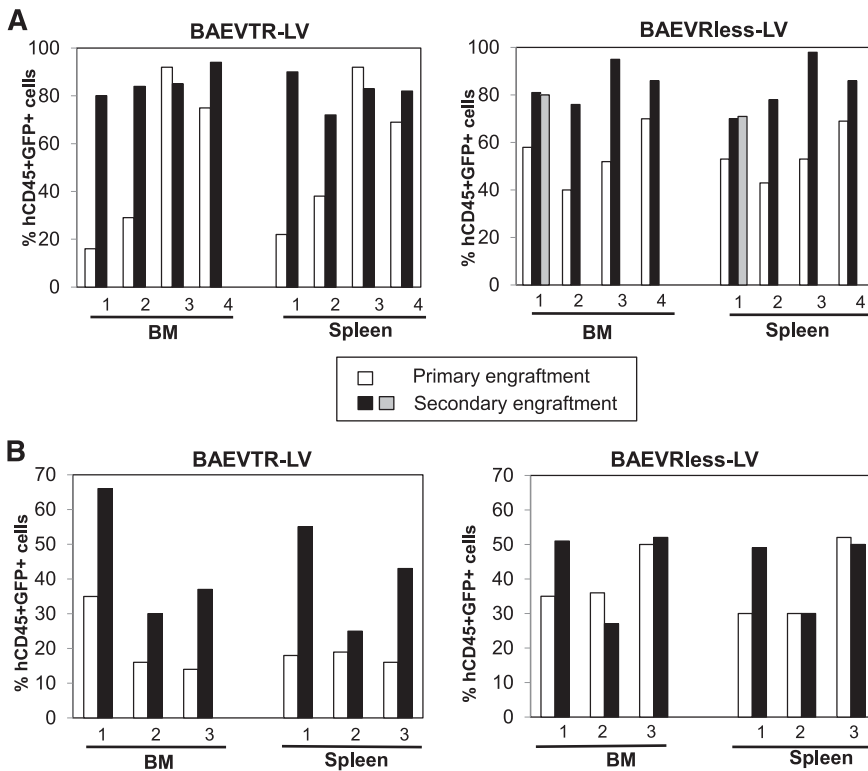 A
BAEVTR-LV
% hCD45+GFP+ cells
100
80
60
40
20
0
1 2 3 4 1 2 3 4
BM Spleen
BAEVRless-LV
% hCD45+GFP+ cells
100
80
60
40
20
0
1 2 3 4 1 2 3 4
BM Spleen
Primary engraftment
Secondary engraftment
B
BAEVTR-LV
% hCD45+GFP+ cells
70
60
50
40
30
20
10
0
1 2 3 1 2 3
BM Spleen
BAEVRless-LV
% hCD45+GFP+ cells
70
60
50
40
30
20
10
0
1 2 3 1 2 3
BM Spleen